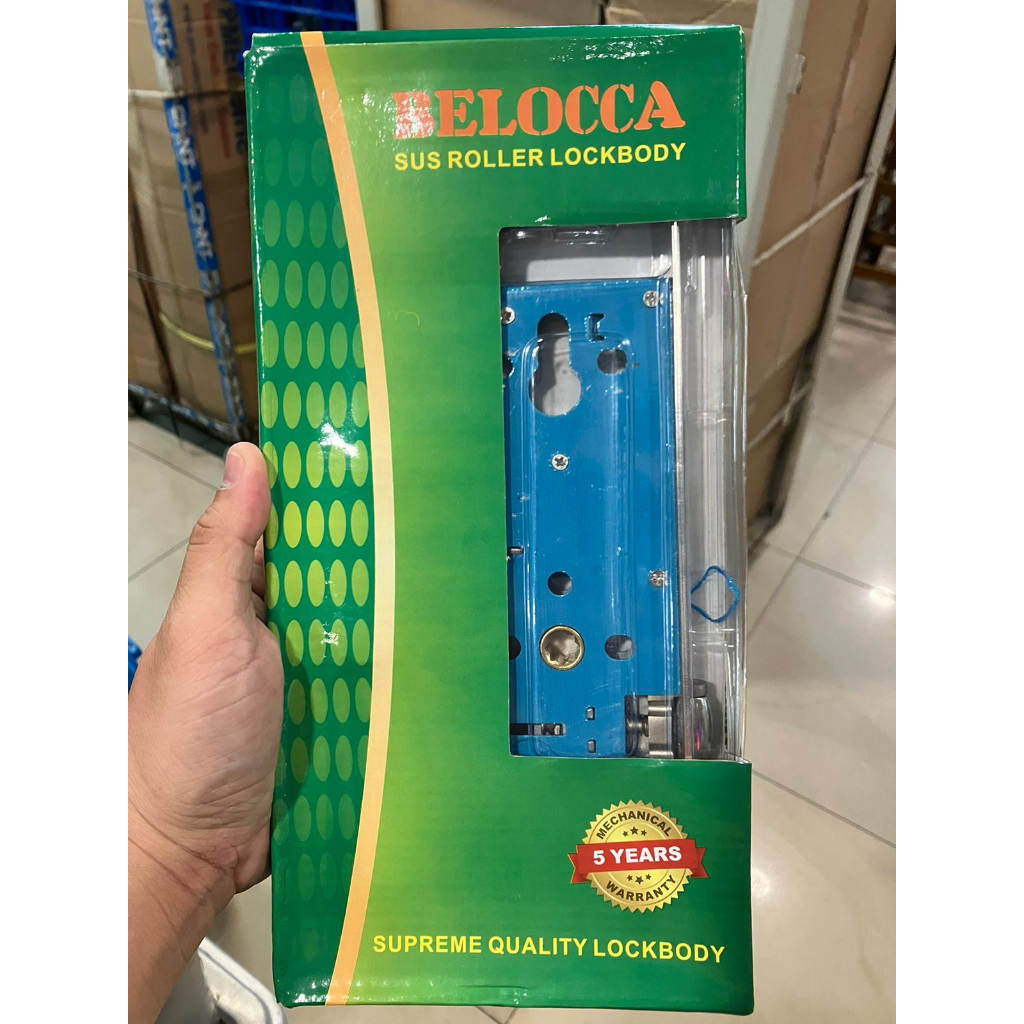 BELOCCA
SUS ROLLER LOCKBODY
MECHANICAL
5 YEARS
WARRANTY
SUPREME QUALITY LOCKBODY